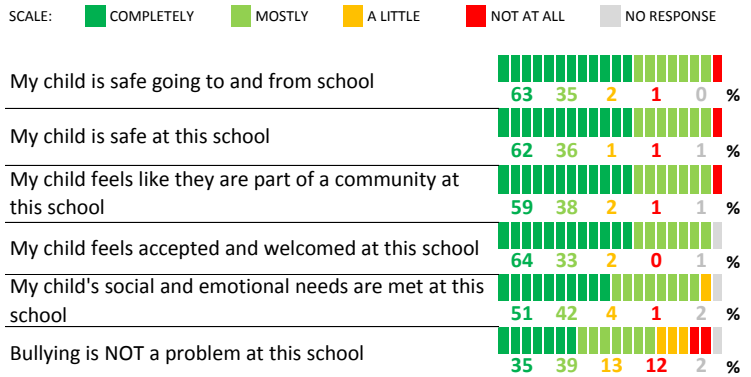 SCALE: COMPLETELY MOSTLY A LITTLE NOT AT ALL NO RESPONSE
My child is safe going to and from school
63 35 2 1 0 %
My child is safe at this school
62 36 1 1 1 %
My child feels like they are part of a community at
this school
59 38 2 1 1 %
My child feels accepted and welcomed at this school
64 33 2 0 1 %
My child's social and emotional needs are met at this
school
51 42 4 1 2 %
Bullying is NOT a problem at this school
35 39 13 12 2 %